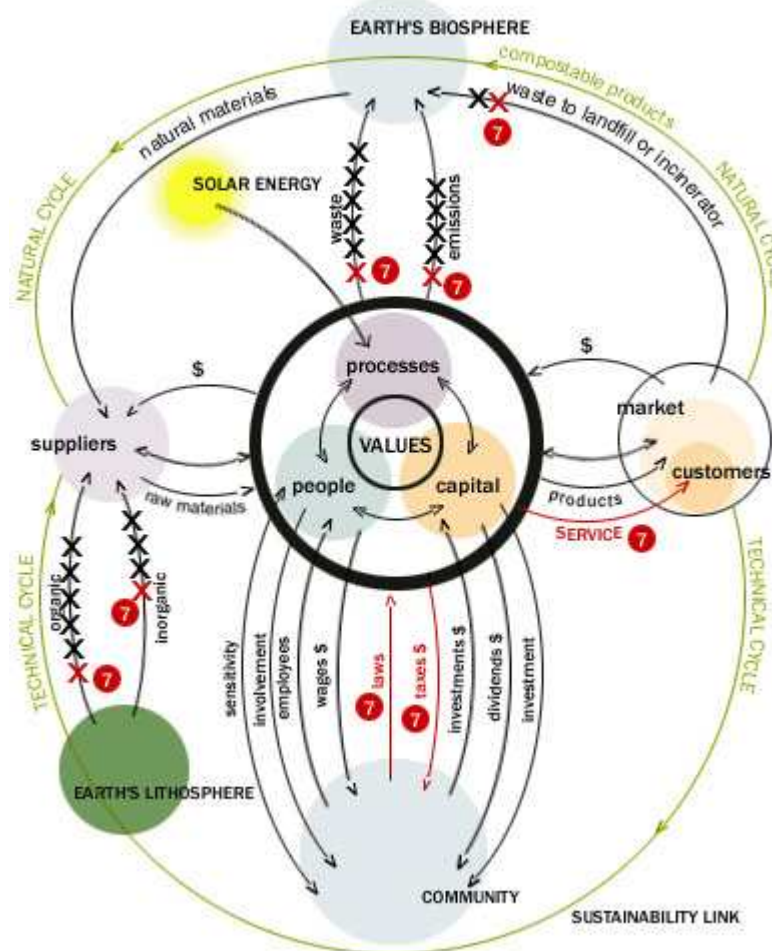 EARTH'S BIOSPHERE
compostable products
natural materials
waste to landfill or incinerator
7
SOLAR ENERGY
NATURAL CYCLE
NATURAL CYCLE
waste
emissions
7
7
processes
$
$
market
suppliers
VALUES
customers
people
capital
raw materials
products
SERVICE 7
organic
inorganic
7
7
TECHNICAL CYCLE
TECHNICAL CYCLE
sensitivity
involvement
employees
wages $
7 laws
7 taxes $
investments $
dividends $
investment
EARTH'S LITHOSPHERE
COMMUNITY
SUSTAINABILITY LINK